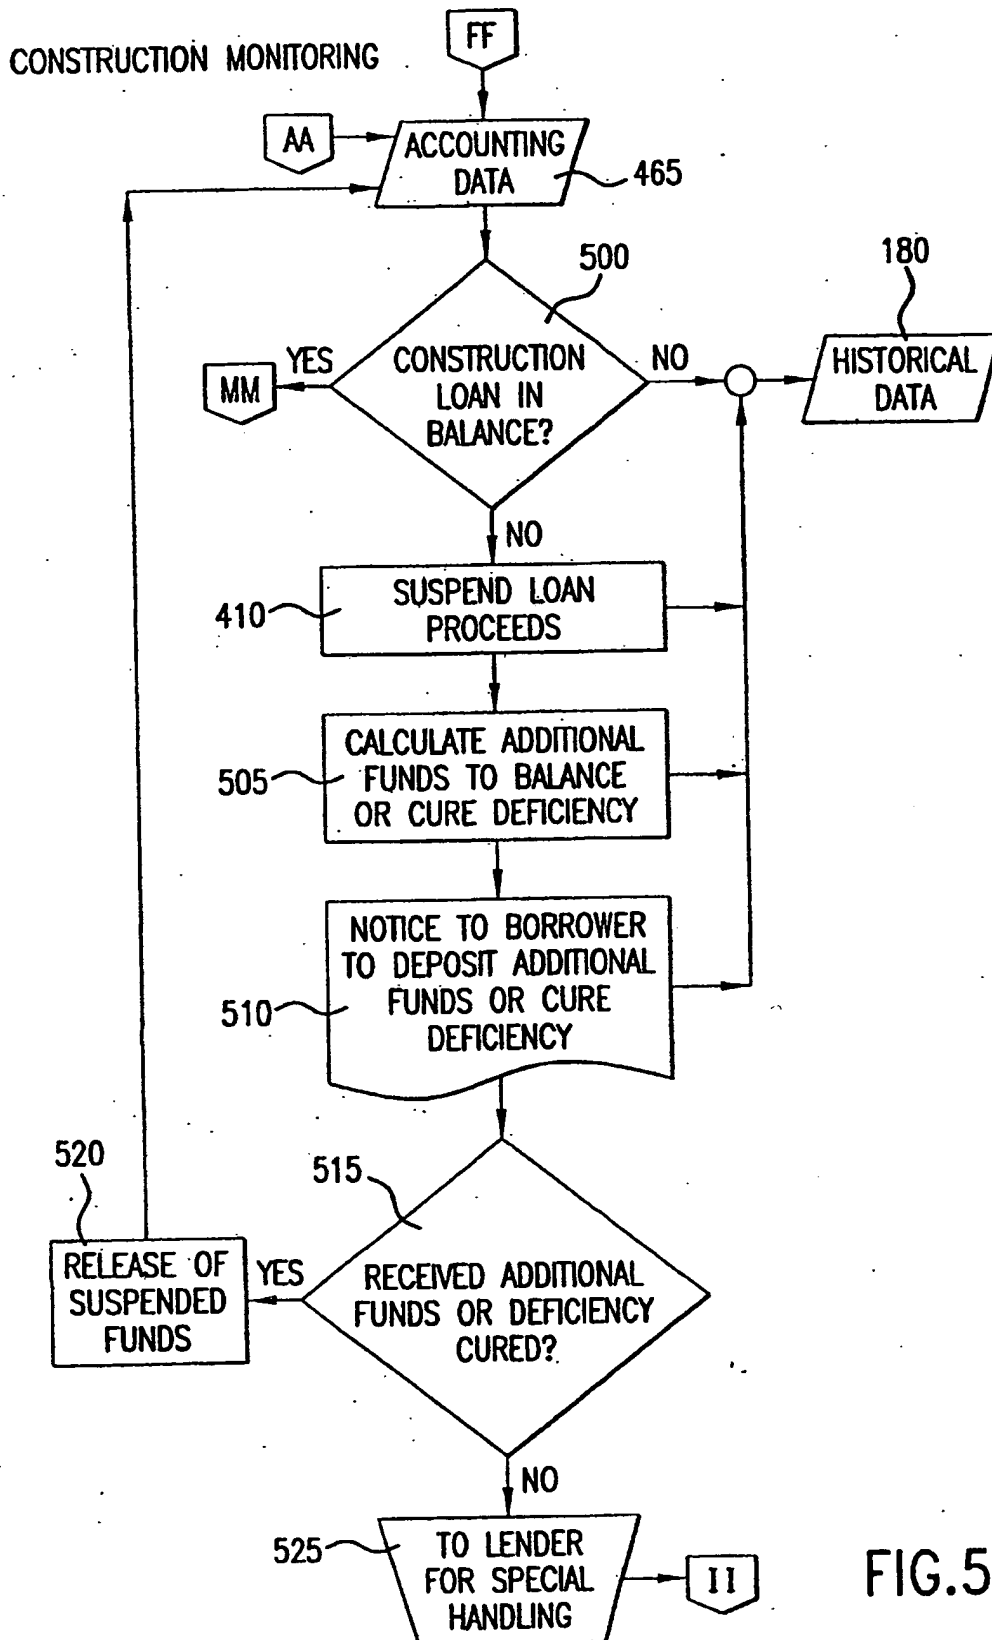 FF
CONSTRUCTION MONITORING
AA
ACCOUNTING
DATA
465
500
180
YES
CONSTRUCTION
LOAN IN
BALANCE?
NO
MM
HISTORICAL
DATA
NO
410
SUSPEND LOAN
PROCEEDS
505
CALCULATE ADDITIONAL
FUNDS TO BALANCE
OR CURE DEFICIENCY
510
NOTICE TO BORROWER
TO DEPOSIT ADDITIONAL
FUNDS OR CURE
DEFICIENCY
520
515
RELEASE OF
SUSPENDED
FUNDS
YES
RECEIVED ADDITIONAL
FUNDS OR DEFICIENCY
CURED?
NO
525
TO LENDER
FOR SPECIAL
HANDLING
II
FIG.5